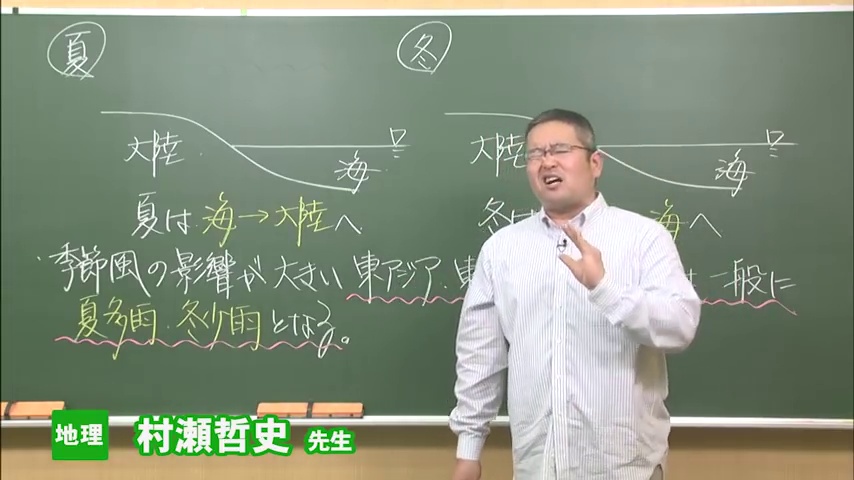 夏
冬
大陸
海
大陸
海
夏は 海→大陸へ
冬は 海へ
・季節風の影響が大きい 東アジア・東 は一般に
夏多雨・冬少雨となる。
地理 村瀬哲史 先生